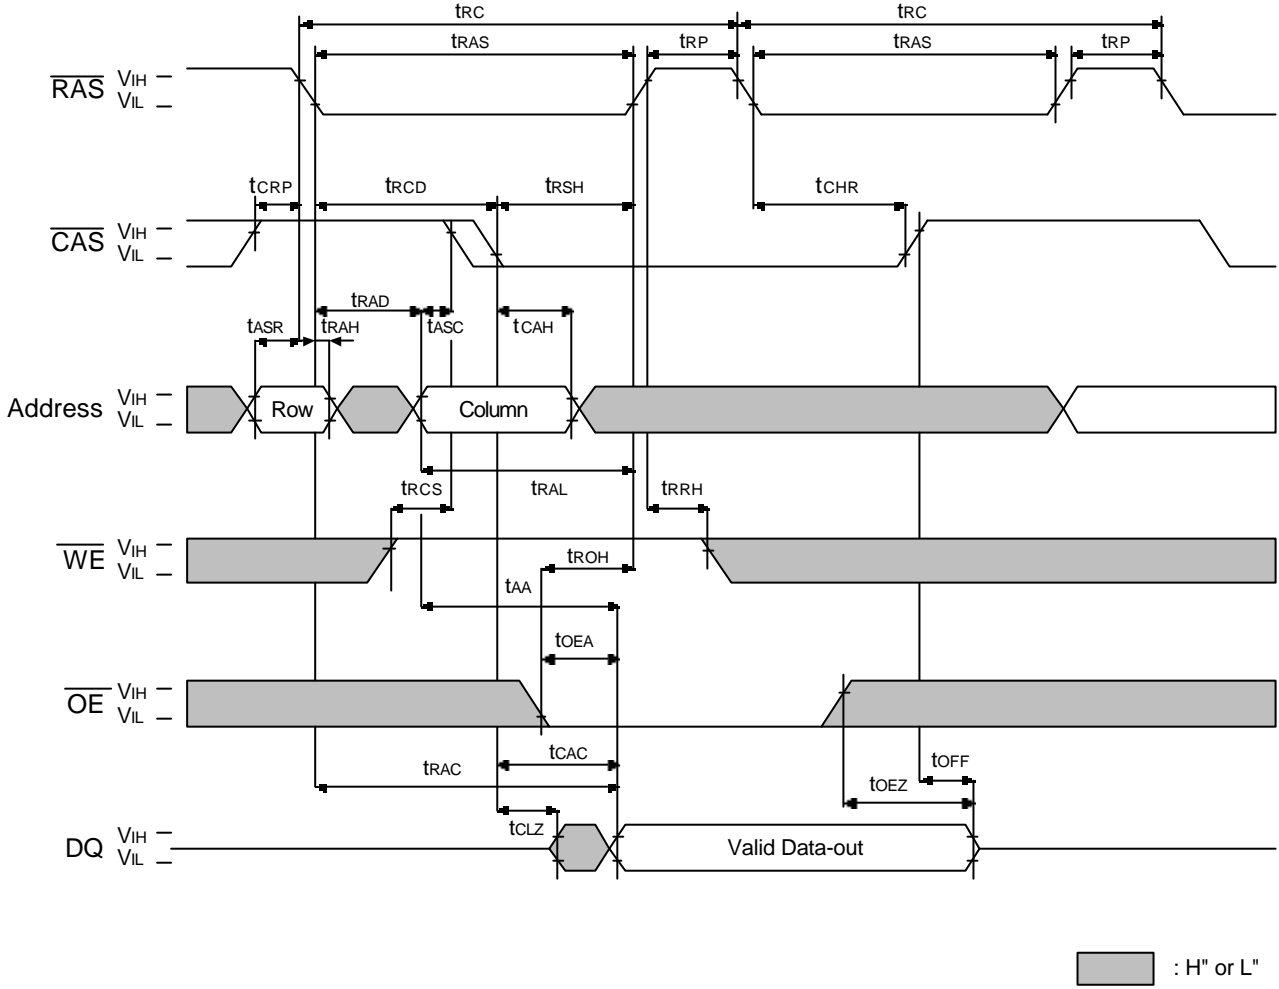 tRC tRC
tRAS tRP tRAS tRP
RAS VIH
VIL
tCRP tRCD tRSH tCHR
CAS VIH
VIL
tRAD
tASR tRAH tASC tCAH
Address VIH
VIL
Row Column
tRAL
tRCS tRRH
WE VIH
VIL
tROH
tAA
tOEA
OE VIH
VIL
tCAC tOFF
tRAC
tOEZ
tCLZ
DQ VIH
VIL
Valid Data-out
: H" or L"